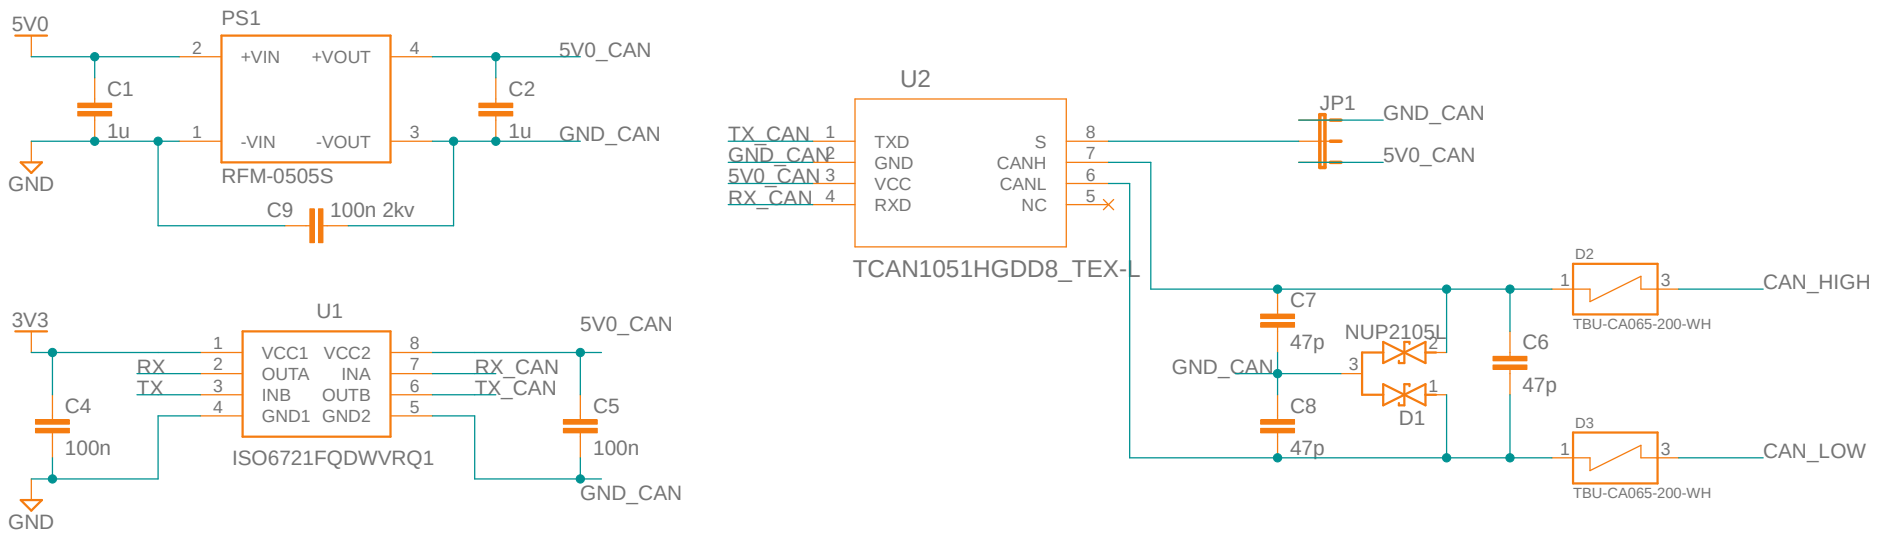 PS1
5V0
2
+VIN
+VOUT
4
5V0_CAN
C1
1u
C2
1u
1
-VIN
-VOUT
3
GND_CAN
GND
RFM-0505S
C9
100n 2kv
U1
3V3
5V0_CAN
1
VCC1
VCC2
8
RX
2
OUTA
INA
7
RX_CAN
TX
3
INB
OUTB
6
TX_CAN
4
GND1
GND2
5
C4
100n
C5
100n
ISO6721FQDWVRQ1
GND
GND_CAN
U2
TX_CAN
1
TXD
S
8
GND_CAN
2
GND
CANH
7
5V0_CAN
3
VCC
CANL
6
RX_CAN
4
RXD
NC
5
TCAN1051HGDD8_TEX-L
JP1
GND_CAN
5V0_CAN
C7
47p
GND_CAN
C8
47p
NUP2105L
2
3
1
D1
C6
47p
D2
1
3
CAN_HIGH
TBU-CA065-200-WH
D3
1
3
CAN_LOW
TBU-CA065-200-WH